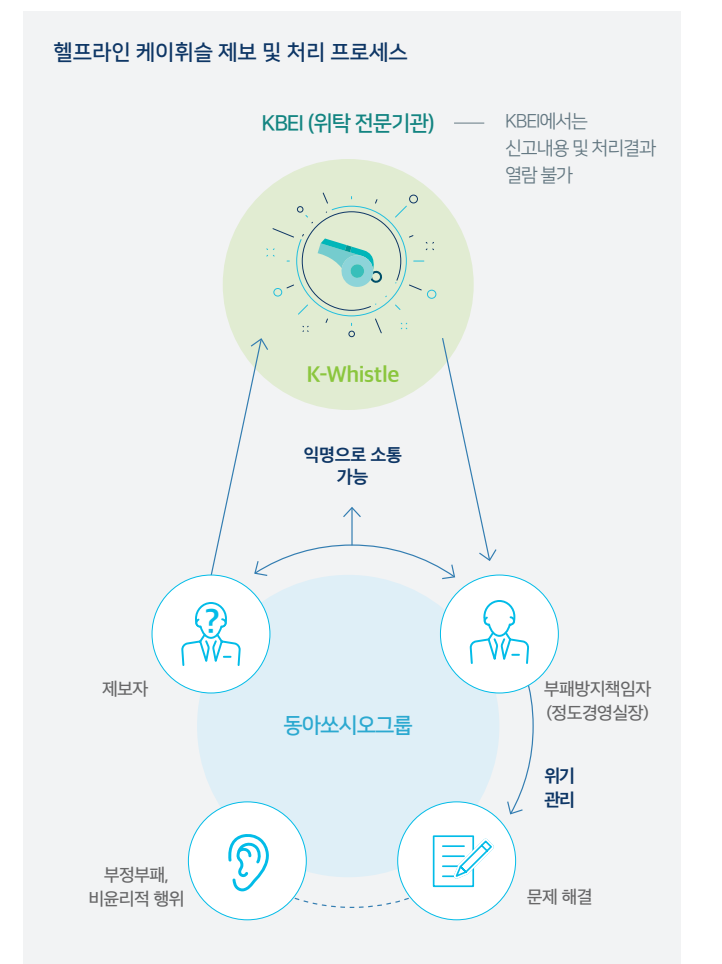 헬프라인 케이휘슬 제보 및 처리 프로세스
KBEI (위탁 전문기관)
KBEI에서는
신고내용 및 처리결과
열람 불가
K-Whistle
익명으로 소통
가능
?
제보자
부패방지책임자
(정도경영실장)
동아쏘시오그룹
위기
관리
부정부패,
비윤리적 행위
문제 해결